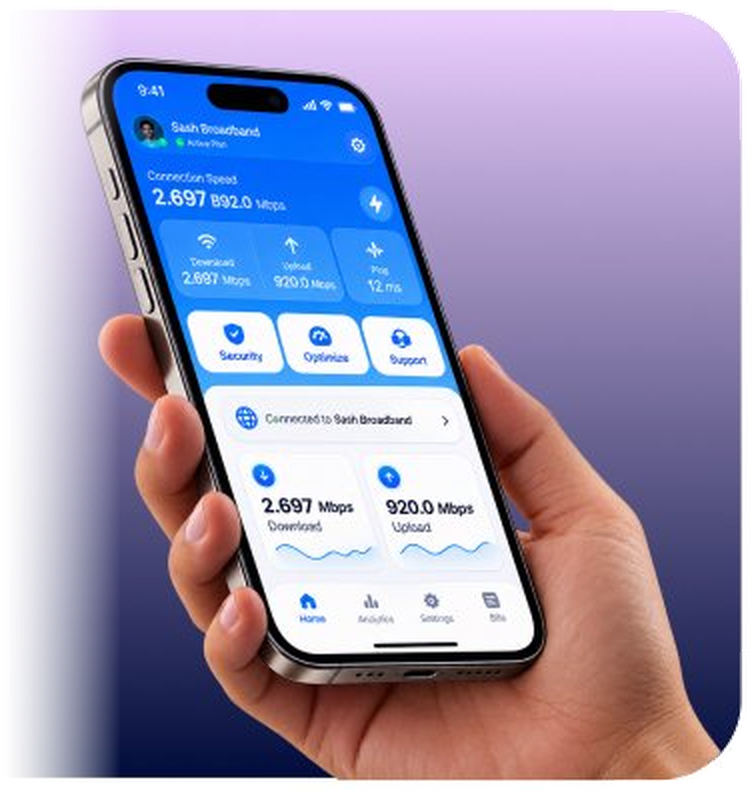 9:41
Sash Broadband
Active Plan
Connection Speed
2.697 B92.0 Mbps
Download
2.697 Mbps
Upload
920.0 Mbps
Ping
12 ms
Security
Optimize
Support
Connected to Sash Broadband
2.697 Mbps
Download
920.0 Mbps
Upload
Home
Analytics
Settings